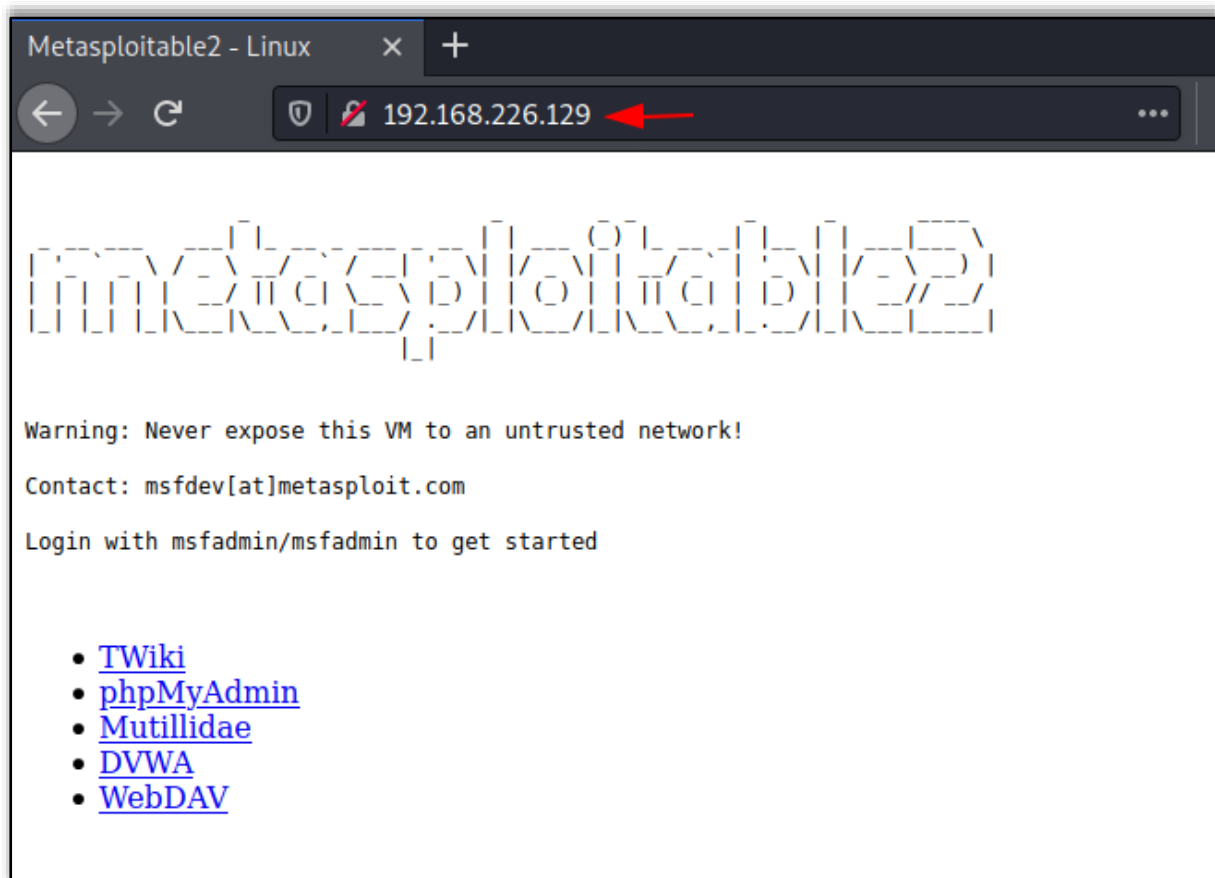 Metasploitable2 - Linux
192.168.226.129
metasploitable2
Warning: Never expose this VM to an untrusted network!
Contact: msfdev[at]metasploit.com
Login with msfadmin/msfadmin to get started
TWiki
phpMyAdmin
Mutillidae
DVWA
WebDAV